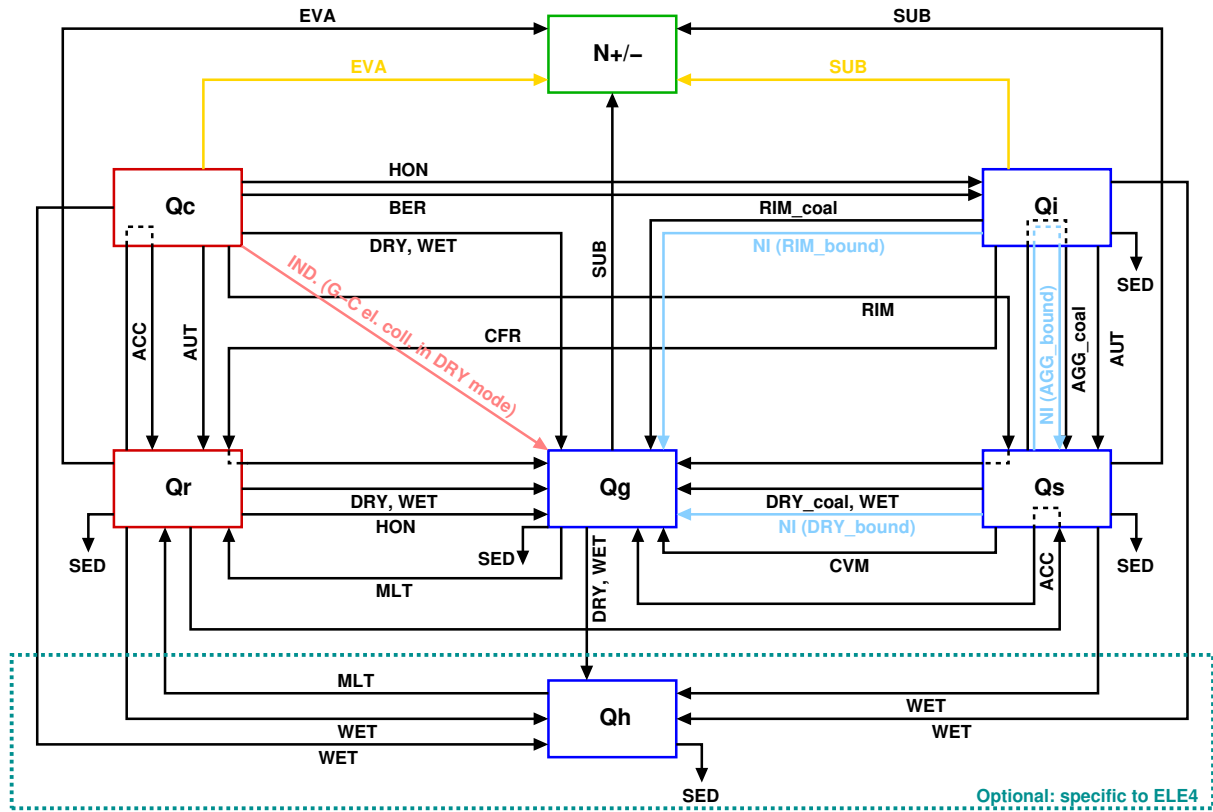 EVA
SUB
N+/−
EVA
SUB
HON
Qc
Qi
BER
RIM_coal
DRY, WET
SUB
NI (RIM_bound)
IND. (G−C el. coll. in DRY mode)
SED
RIM
ACC
AUT
CFR
NI (AGG_bound)
AGG_coal
AUT
Qr
Qg
Qs
DRY, WET
DRY_coal, WET
HON
NI (DRY_bound)
SED
SED
CVM
SED
MLT
DRY, WET
ACC
MLT
WET
Qh
WET
WET
WET
SED
Optional: specific to ELE4